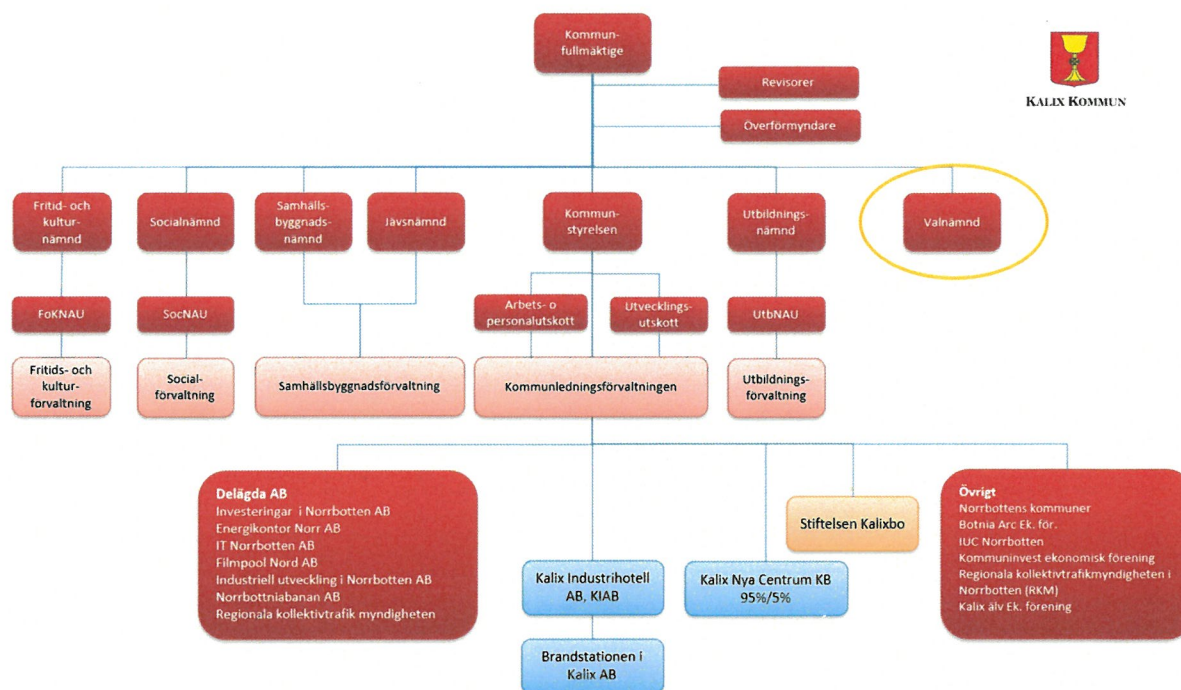 Kommun-
fullmäktige
Revisorer
Överförmyndare
KALIX KOMMUN
Fritid- och
kultur-
nämnd
Socialnämnd
Samhälls-
byggnads-
nämnd
Jävsnämnd
Kommun-
styrelsen
Utbildnings-
nämnd
Valnämnd
FoKNAU
SocNAU
Arbets- o
personalutskott
Utvecklings-
utskott
UtbNAU
Fritids- och
kultur-
förvaltning
Social-
förvaltning
Samhällsbyggnadsförvaltning
Kommunledningsförvaltningen
Utbildnings-
förvaltning
Delägda AB
Investeringar i Norrbotten AB
Energikontor Norr AB
IT Norrbotten AB
Filmpool Nord AB
Industriell utveckling i Norrbotten AB
Norrbottniabanan AB
Regionala kollektivtrafik myndigheten
Kalix Industrihotell
AB, KIAB
Brandstationen i
Kalix AB
Kalix Nya Centrum KB
95%/5%
Stiftelsen Kalixbo
Övrigt
Norrbottens kommuner
Botnia Arc Ek. för.
IUC Norrbotten
Kommuninvest ekonomisk förening
Regionala kollektivtrafikmyndigheten i
Norrbotten (RKM)
Kalix älv Ek. förening